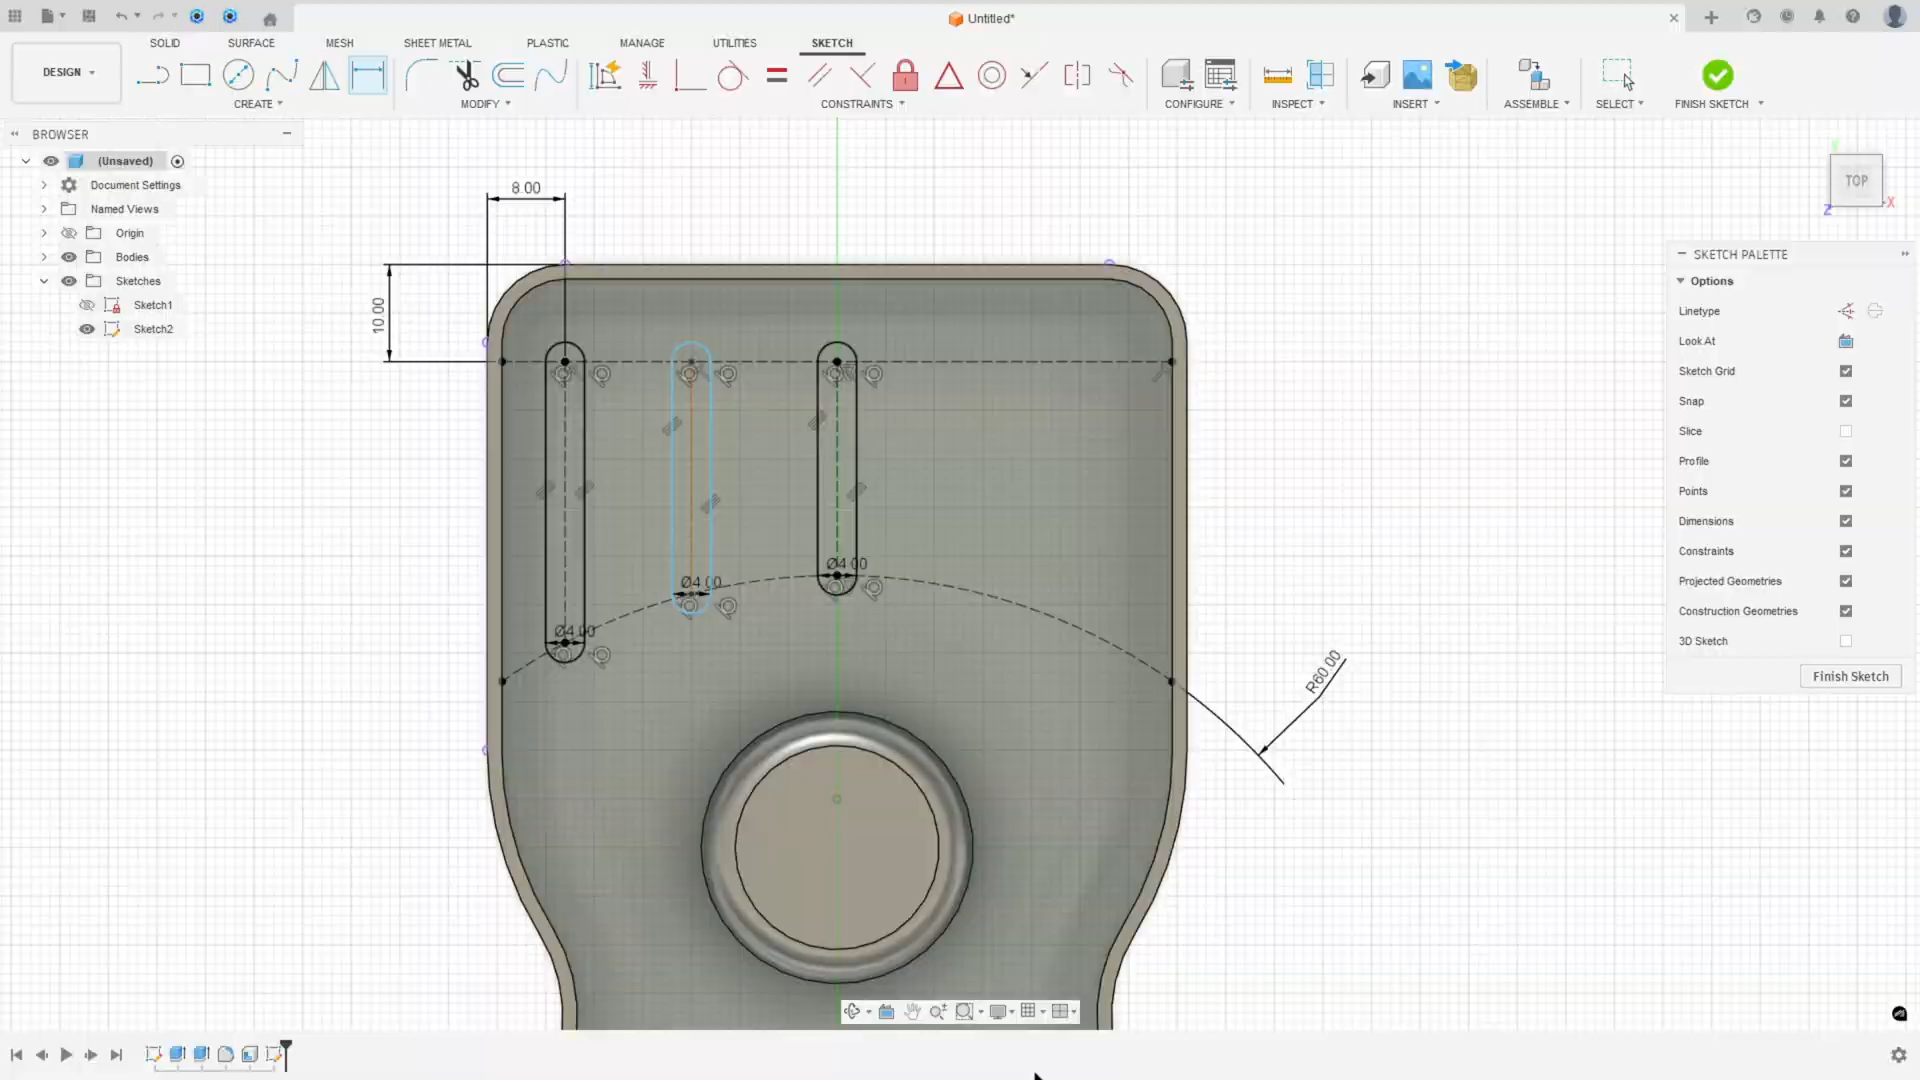 Untitled*
SOLID
SURFACE
MESH
SHEET METAL
PLASTIC
MANAGE
UTILITIES
SKETCH
DESIGN
CREATE
MODIFY
CONSTRAINTS
CONFIGURE
INSPECT
INSERT
ASSEMBLE
SELECT
FINISH SKETCH
BROWSER
(Unsaved)
Document Settings
Named Views
Origin
Bodies
Sketches
Sketch1
Sketch2
8.00
10.00
Ø4.00
Ø4.00
Ø4.00
R60.00
Y
TOP
X
Z
SKETCH PALETTE
Options
Linetype
Look At
Sketch Grid
Snap
Slice
Profile
Points
Dimensions
Constraints
Projected Geometries
Construction Geometries
3D Sketch
Finish Sketch